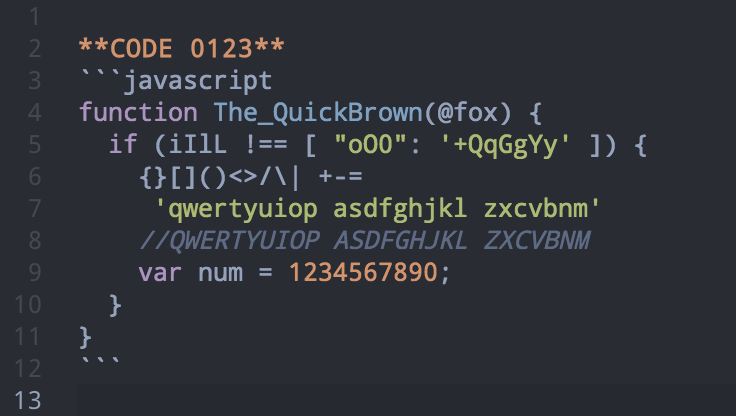 1
2 **CODE 0123**
3 ```javascript
4 function The_QuickBrown(@fox) {
5   if (iIlL !== [ "oO0": '+QqGgYy' ]) {
6     {}[]()<>/\| +-=
7      'qwertyuiop asdfghjkl zxcvbnm'
8     //QWERTYUIOP ASDFGHJKL ZXCVBNM
9     var num = 1234567890;
10   }
11 }
12 ```
13